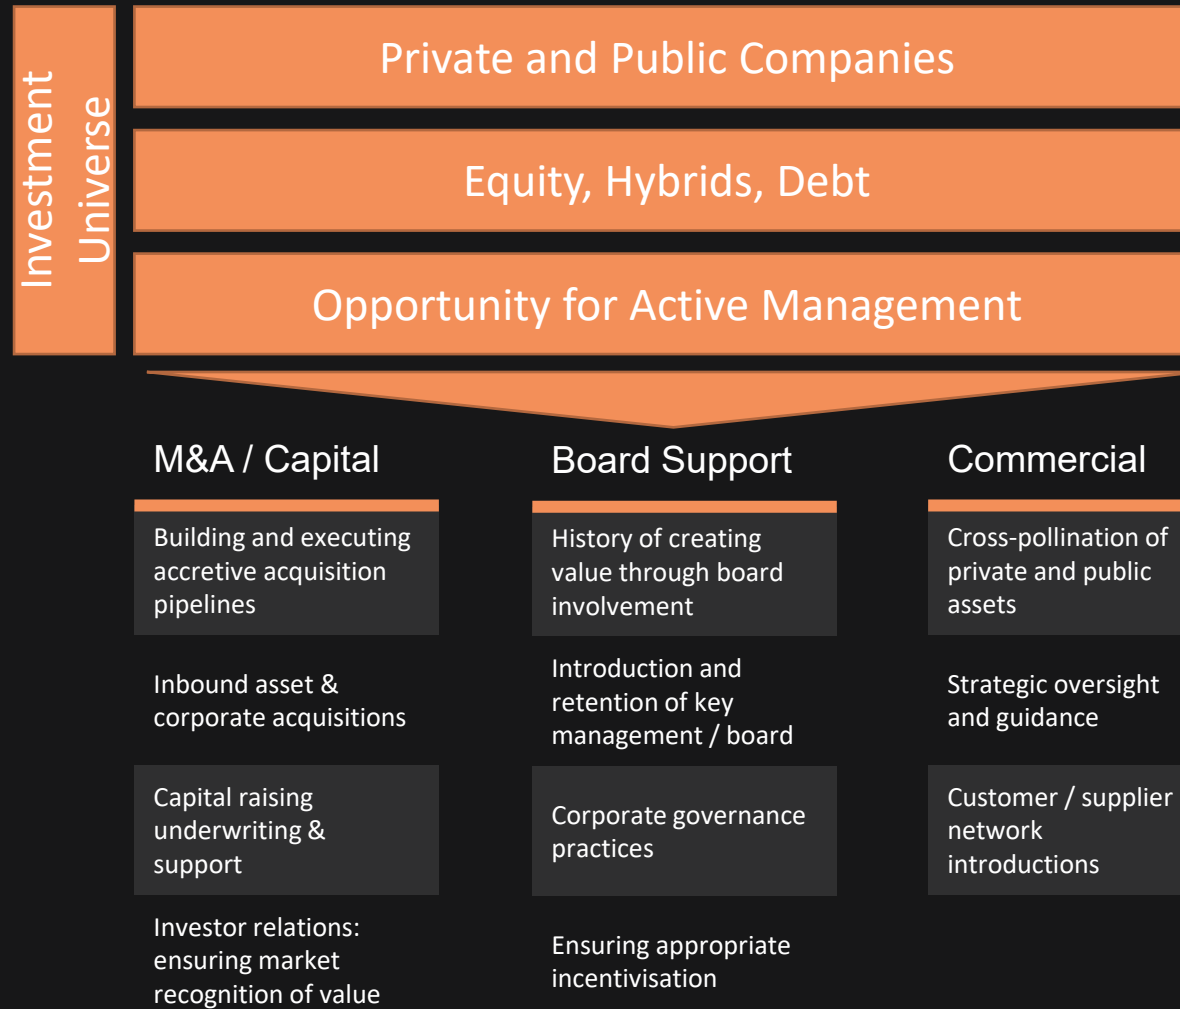 Investment
Universe
Private and Public Companies
Equity, Hybrids, Debt
Opportunity for Active Management
M&A / Capital
Building and executing
accretive acquisition
pipelines
Inbound asset &
corporate acquisitions
Capital raising
underwriting &
support
Investor relations:
ensuring market
recognition of value
Board Support
History of creating
value through board
involvement
Introduction and
retention of key
management / board
Corporate governance
practices
Ensuring appropriate
incentivisation
Commercial
Cross-pollination of
private and public
assets
Strategic oversight
and guidance
Customer / supplier
network
introductions